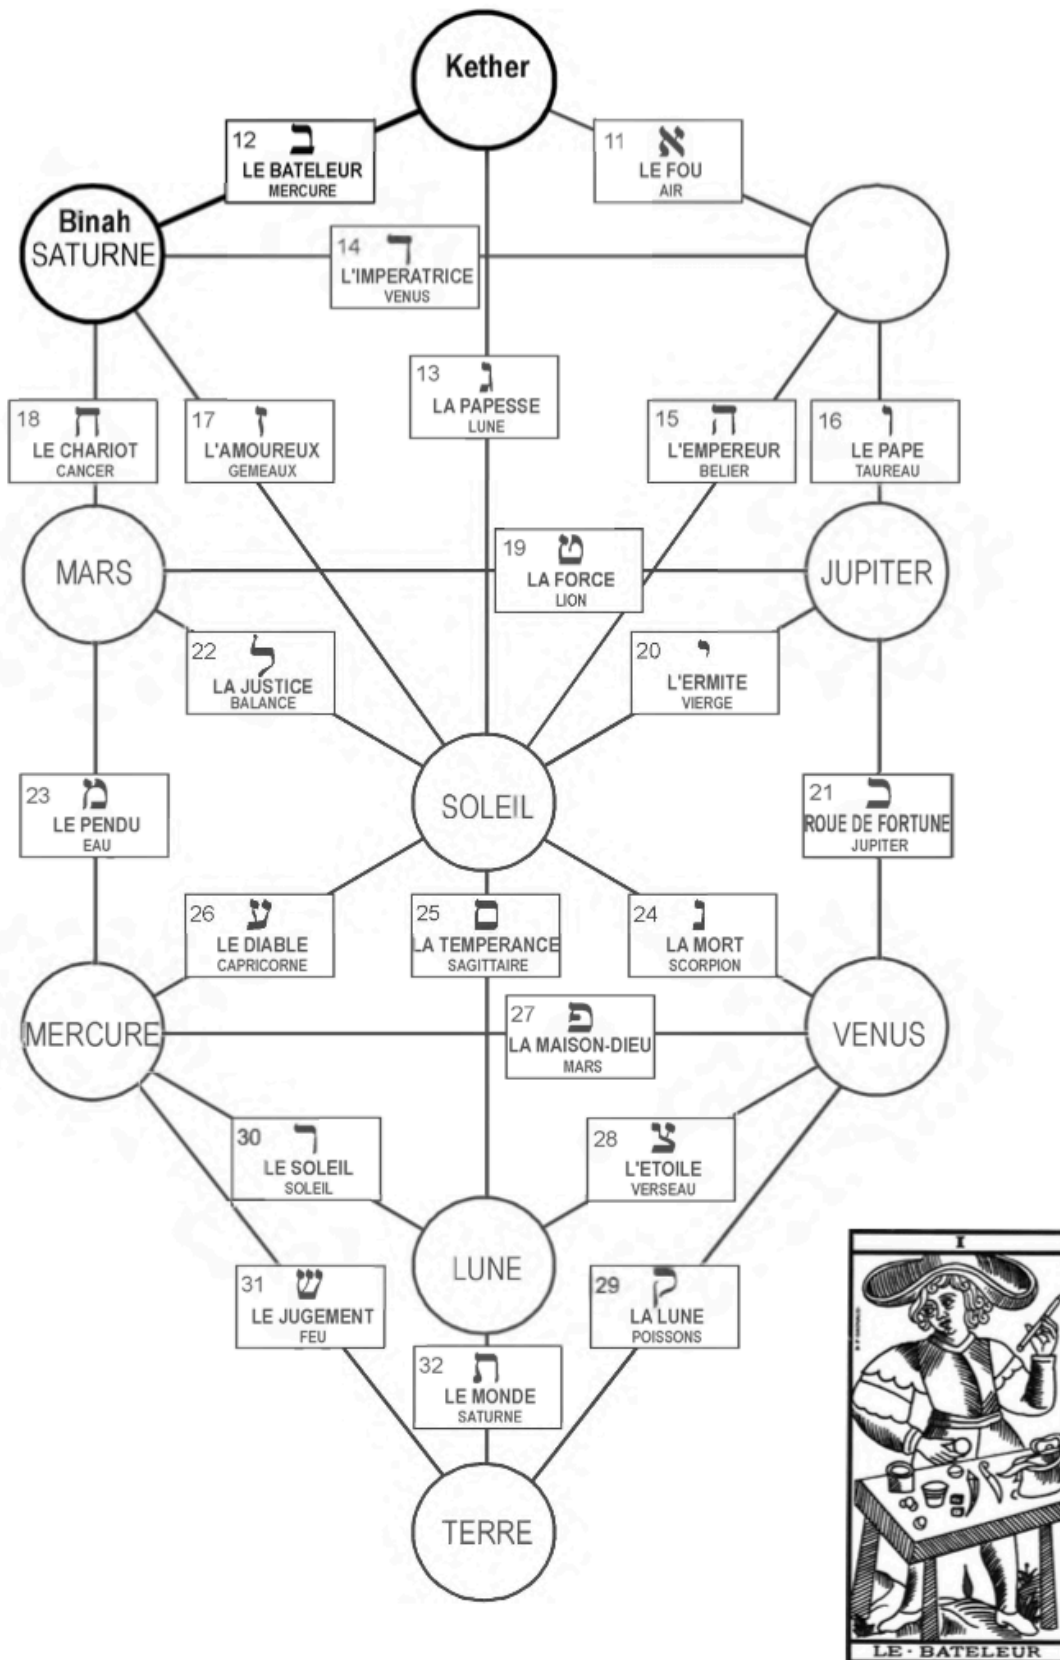 Kether
12 ב
LE BATELEUR
MERCURE
11 א
LE FOU
AIR
Binah
SATURNE
14 ד
L'IMPERATRICE
VENUS
13 ג
LA PAPESSE
LUNE
18 ח
LE CHARIOT
CANCER
17 ז
L'AMOUREUX
GEMEAUX
15 ה
L'EMPEREUR
BELIER
16 ו
LE PAPE
TAUREAU
MARS
19 ט
LA FORCE
LION
JUPITER
22 ל
LA JUSTICE
BALANCE
20 י
L'ERMITE
VIERGE
23 מ
LE PENDU
EAU
SOLEIL
21 כ
ROUE DE FORTUNE
JUPITER
26 ע
LE DIABLE
CAPRICORNE
25 ם
LA TEMPERANCE
SAGITTAIRE
24 נ
LA MORT
SCORPION
MERCURE
27 פ
LA MAISON-DIEU
MARS
VENUS
30 ר
LE SOLEIL
SOLEIL
28 צ
L'ETOILE
VERSEAU
LUNE
31 ש
LE JUGEMENT
FEU
29 ק
LA LUNE
POISSONS
32 ת
LE MONDE
SATURNE
TERRE
I
LE·BATELEUR